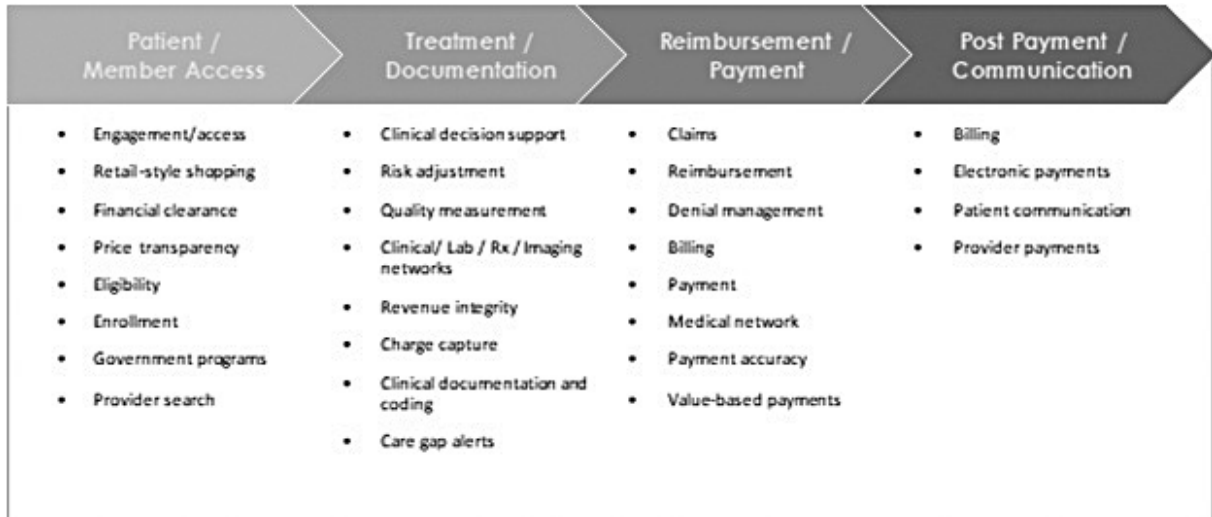 Patient /
Member Access
Treatment /
Documentation
Reimbursement /
Payment
Post Payment /
Communication
• Engagement/access
• Retail-style shopping
• Financial clearance
• Price transparency
• Eligibility
• Enrollment
• Government programs
• Provider search
• Clinical decision support
• Risk adjustment
• Quality measurement
• Clinical/ Lab / Rx / Imaging
networks
• Revenue integrity
• Charge capture
• Clinical documentation and
coding
• Care gap alerts
• Claims
• Reimbursement
• Denial management
• Billing
• Payment
• Medical network
• Payment accuracy
• Value-based payments
• Billing
• Electronic payments
• Patient communication
• Provider payments